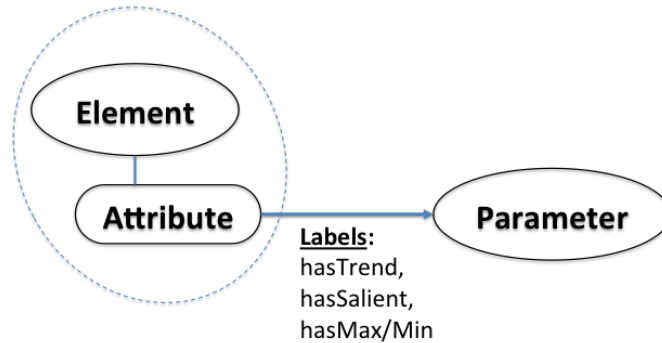 Element
Attribute
Parameter
Labels:
hasTrend,
hasSalient,
hasMax/Min